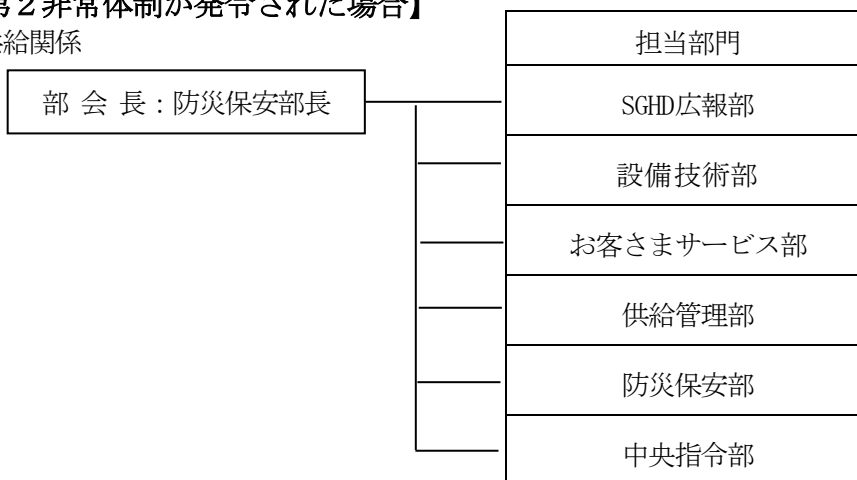 第２非常体制が発令された場合】
供給関係
担当部門
部 会 長：防災保安部長
SGHD広報部
設備技術部
お客さまサービス部
供給管理部
防災保安部
中央指令部